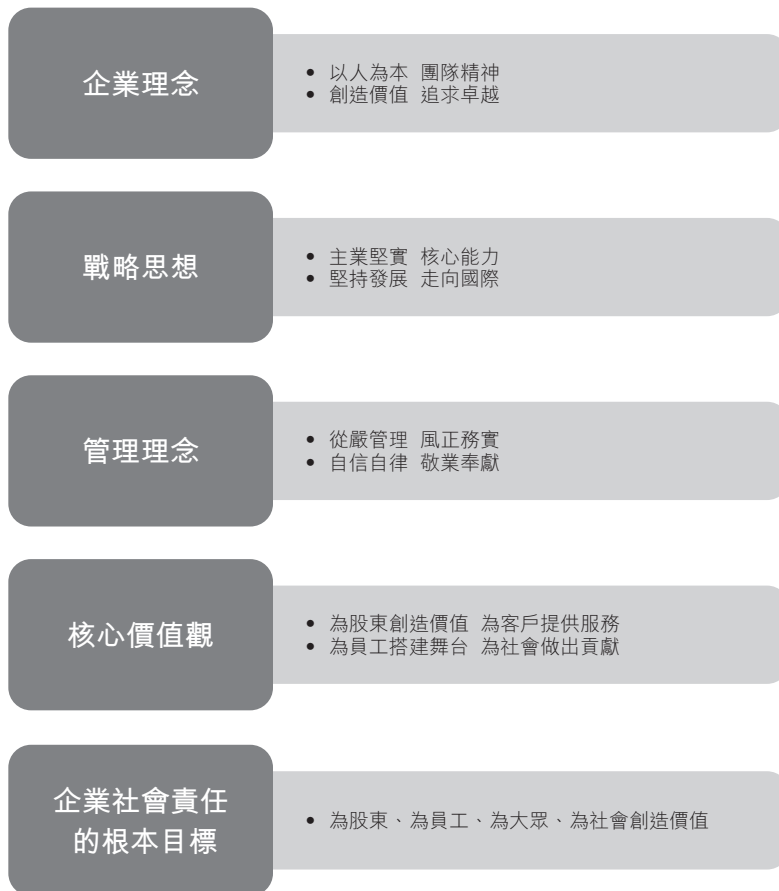 企業理念
• 以人為本 團隊精神
• 創造價值 追求卓越
戰略思想
• 主業堅實 核心能力
• 堅持發展 走向國際
管理理念
• 從嚴管理 風正務實
• 自信自律 敬業奉獻
核心價值觀
• 為股東創造價值 為客戶提供服務
• 為員工搭建舞台 為社會做出貢獻
企業社會責任
的根本目標
• 為股東、為員工、為大眾、為社會創造價值